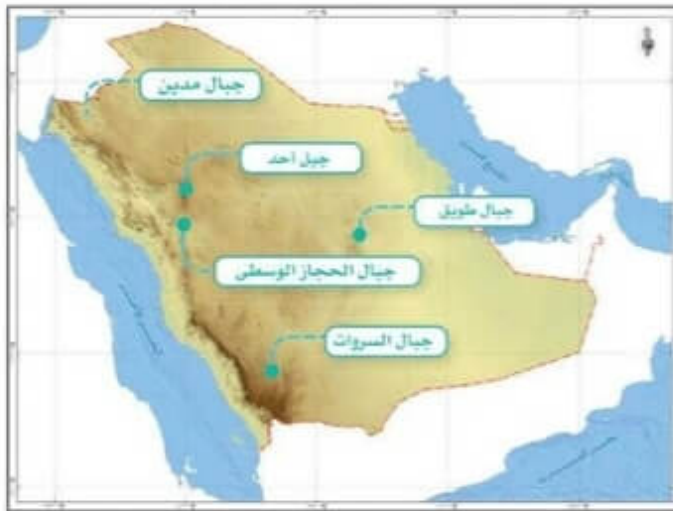 جبال مدين
جبل أحد
جبال طويق
جبال الحجاز الوسطى
جبال السروات